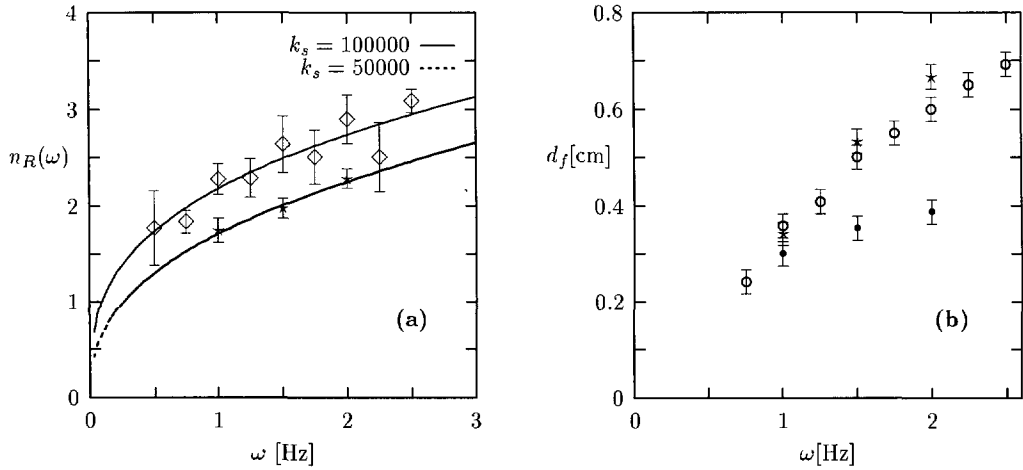 4
3
2
1
0
n_R(ω)
k_s = 100000
k_s = 50000
(a)
0
1
2
3
ω [Hz]
0.8
0.6
0.4
0.2
0
d_f[cm]
(b)
0
1
2
ω[Hz]